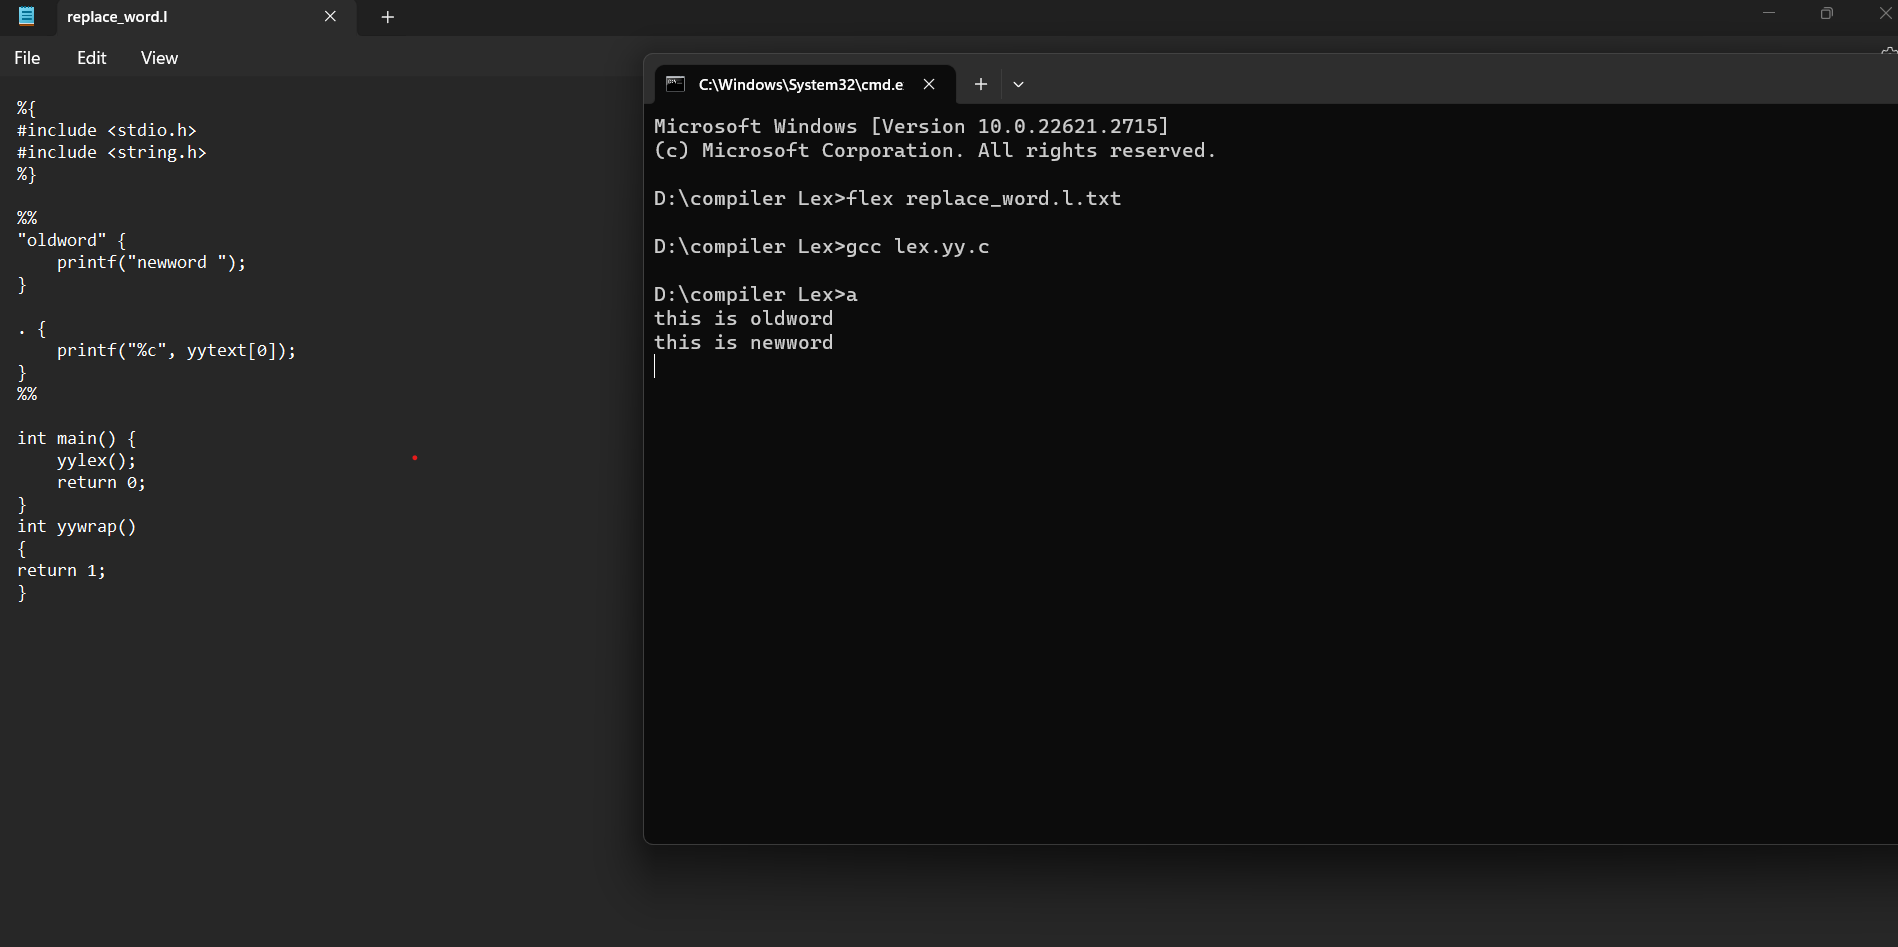 replace_word.l
File Edit View
%{
#include <stdio.h>
#include <string.h>
%}
%%
"oldword" {
    printf("newword ");
}
. {
    printf("%c", yytext[0]);
}
%%
int main() {
    yylex();
    return 0;
}
int yywrap()
{
return 1;
}
C:\Windows\System32\cmd.e
Microsoft Windows [Version 10.0.22621.2715]
(c) Microsoft Corporation. All rights reserved.
D:\compiler Lex>flex replace_word.l.txt
D:\compiler Lex>gcc lex.yy.c
D:\compiler Lex>a
this is oldword
this is newword